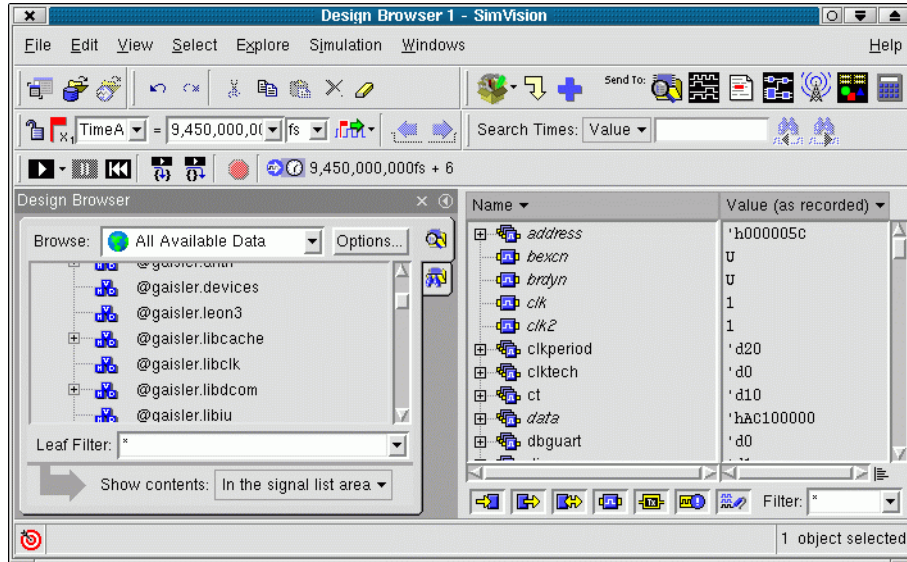 Design Browser 1 - SimVision
File Edit View Select Explore Simulation Windows Help
Send To:
TimeA = 9,450,000,0( fs Search Times: Value
9,450,000,000fs + 6
Design Browser
Browse: All Available Data Options...
@gaisler.devices
@gaisler.leon3
@gaisler.libcache
@gaisler.libclk
@gaisler.libdcom
@gaisler.libiu
Leaf Filter: *
Show contents: In the signal list area
Name Value (as recorded)
address 'h000005C
bexcn U
brdyn U
clk 1
clk2 1
clkperiod 'd20
clktech 'd0
ct 'd10
data 'hAC100000
dbguart 'd0
Filter: *
1 object selected